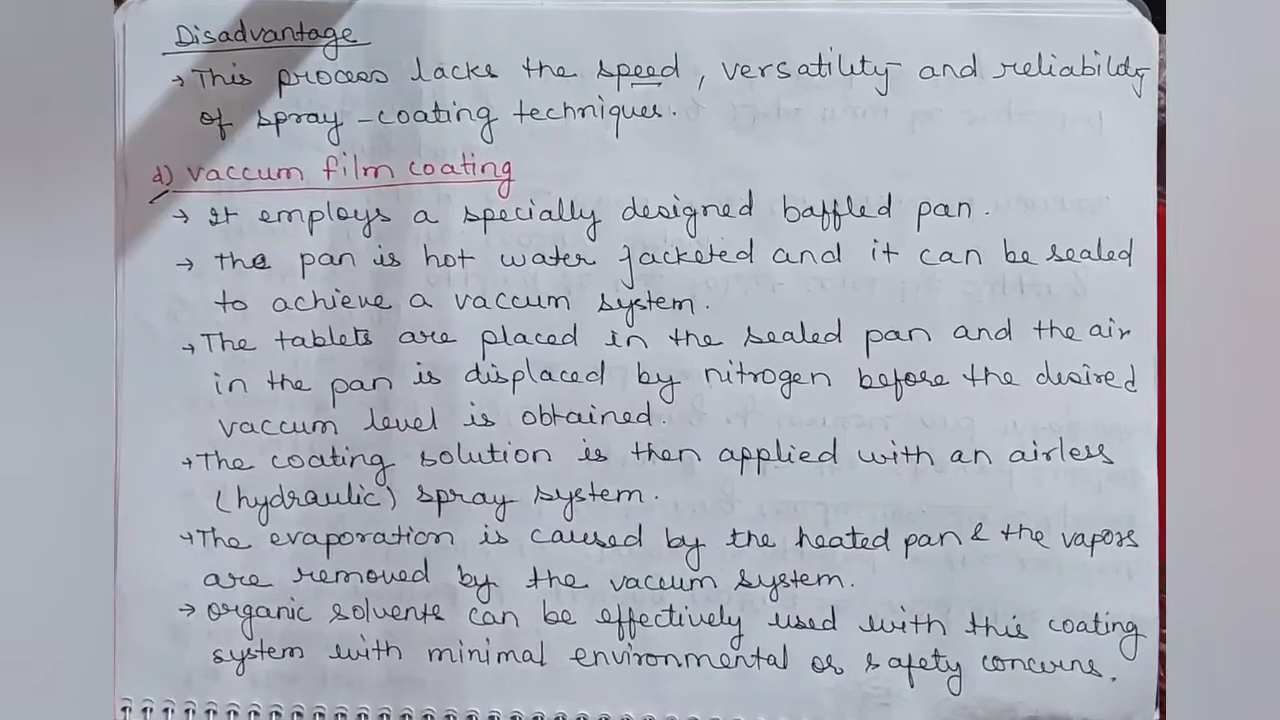 Disadvantage
→ This process lacks the speed, versatility and reliability
of spray-coating techniques.
d) vaccum film coating
→ It employs a specially designed baffled pan.
→ the pan is hot water jacketed and it can be sealed
to achieve a vaccum system.
→ The tablets are placed in the sealed pan and the air
in the pan is displaced by nitrogen before the desired
vaccum level is obtained.
→ The coating solution is then applied with an airless
(hydraulic) spray system.
→ The evaporation is caused by the heated pan & the vapors
are removed by the vaccum system.
→ organic solvents can be effectively used with this coating
system with minimal environmental or safety concerns.